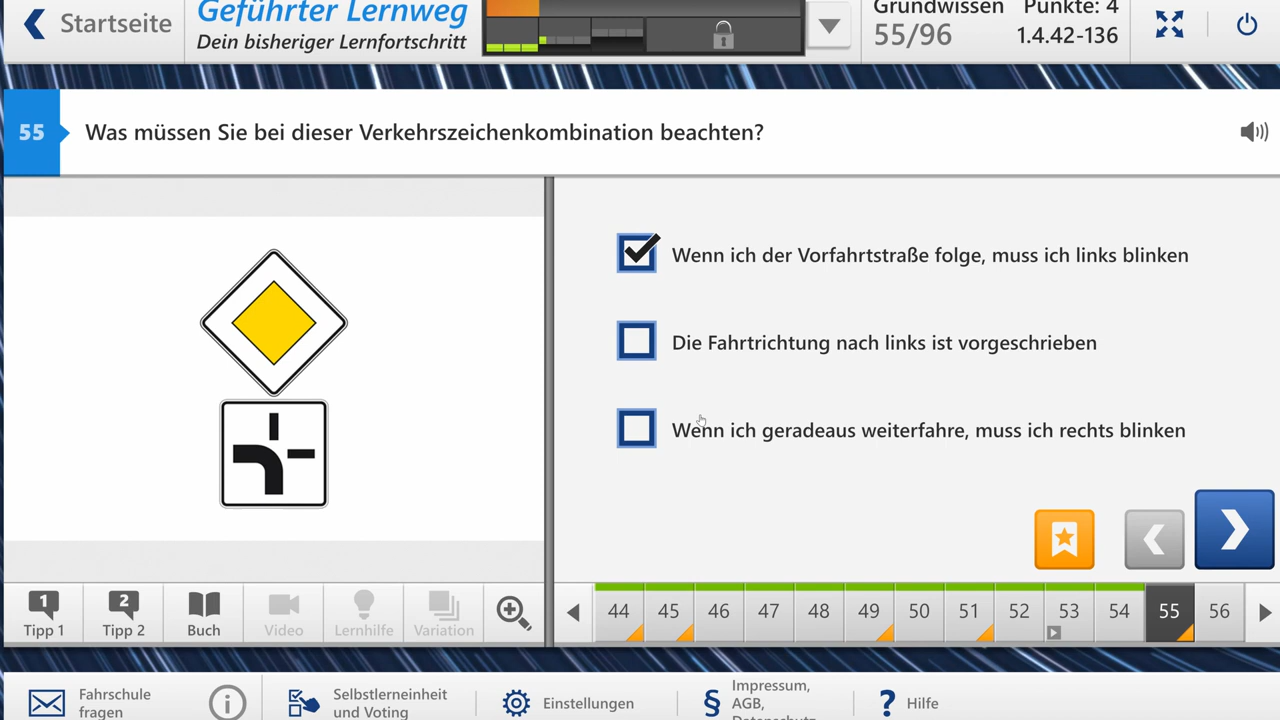 Startseite
Geführter Lernweg
Dein bisheriger Lernfortschritt
Grundwissen
55/96
Punkte: 4
1.4.42-136
55
Was müssen Sie bei dieser Verkehrszeichenkombination beachten?
Wenn ich der Vorfahrtstraße folge, muss ich links blinken
Die Fahrtrichtung nach links ist vorgeschrieben
Wenn ich geradeaus weiterfahre, muss ich rechts blinken
1
Tipp 1
2
Tipp 2
Buch
Video
Lernhilfe
Variation
44 45 46 47 48 49 50 51 52 53 54 55 56
Fahrschule
fragen
Selbstlerneinheit
und Voting
Einstellungen
§
Impressum,
AGB,
Datenschutz
? Hilfe